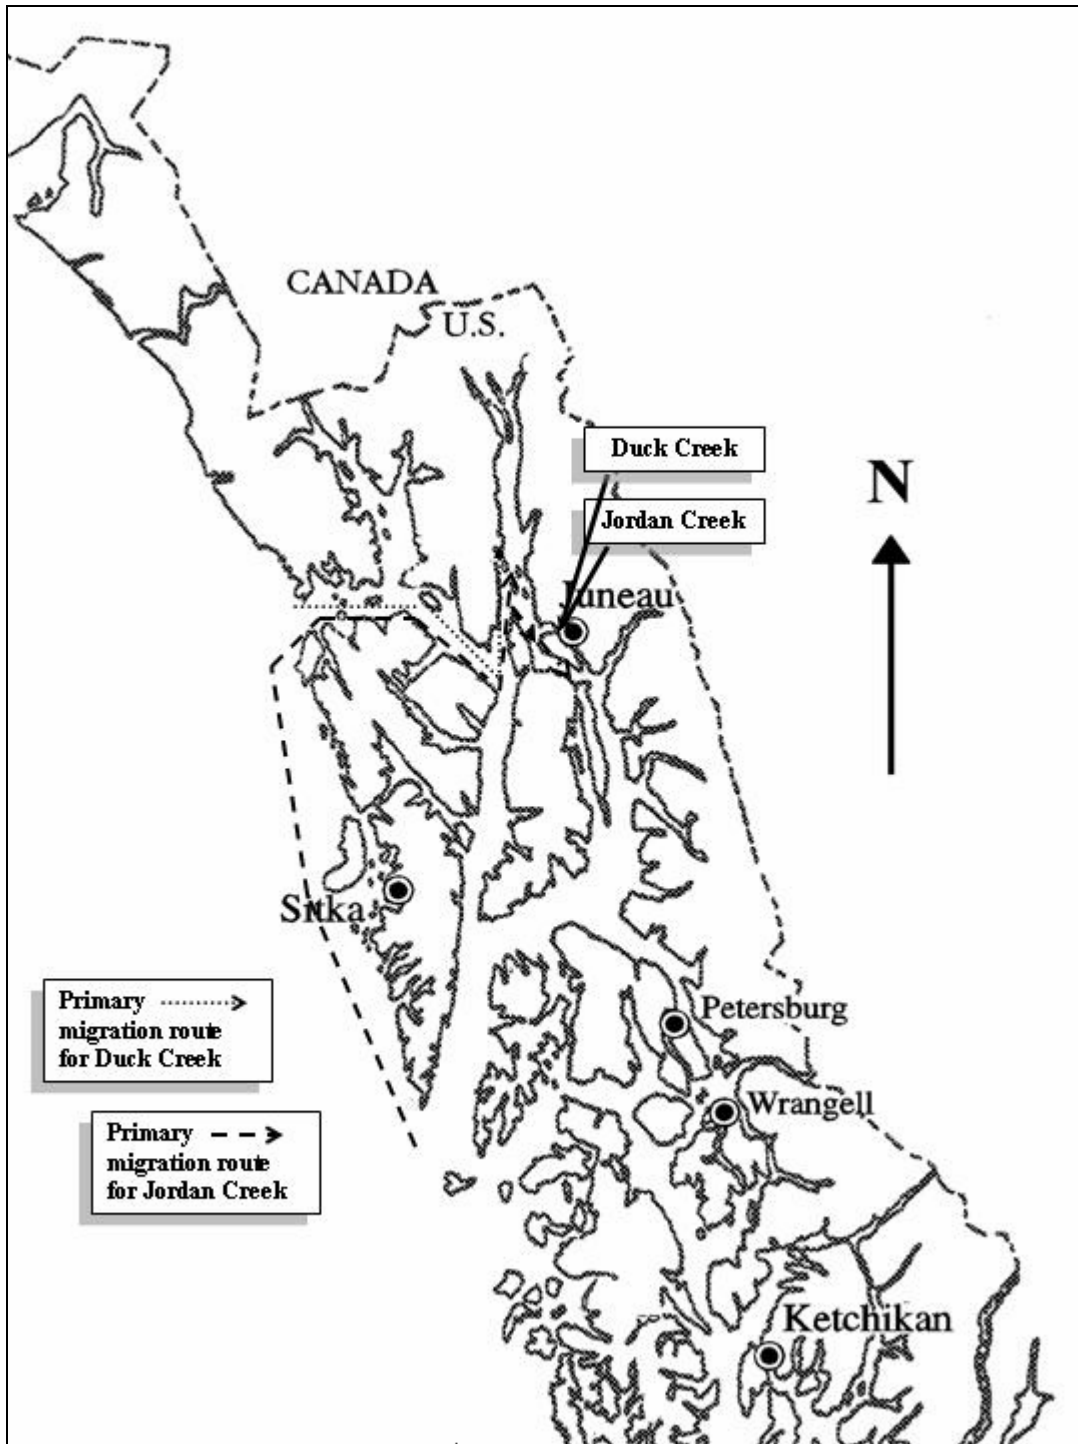 CANADA
U.S.
Duck Creek
N
Jordan Creek
Juneau
Sitka
Primary
migration route
for Duck Creek
Petersburg
Wrangell
Primary
migration route
for Jordan Creek
Ketchikan